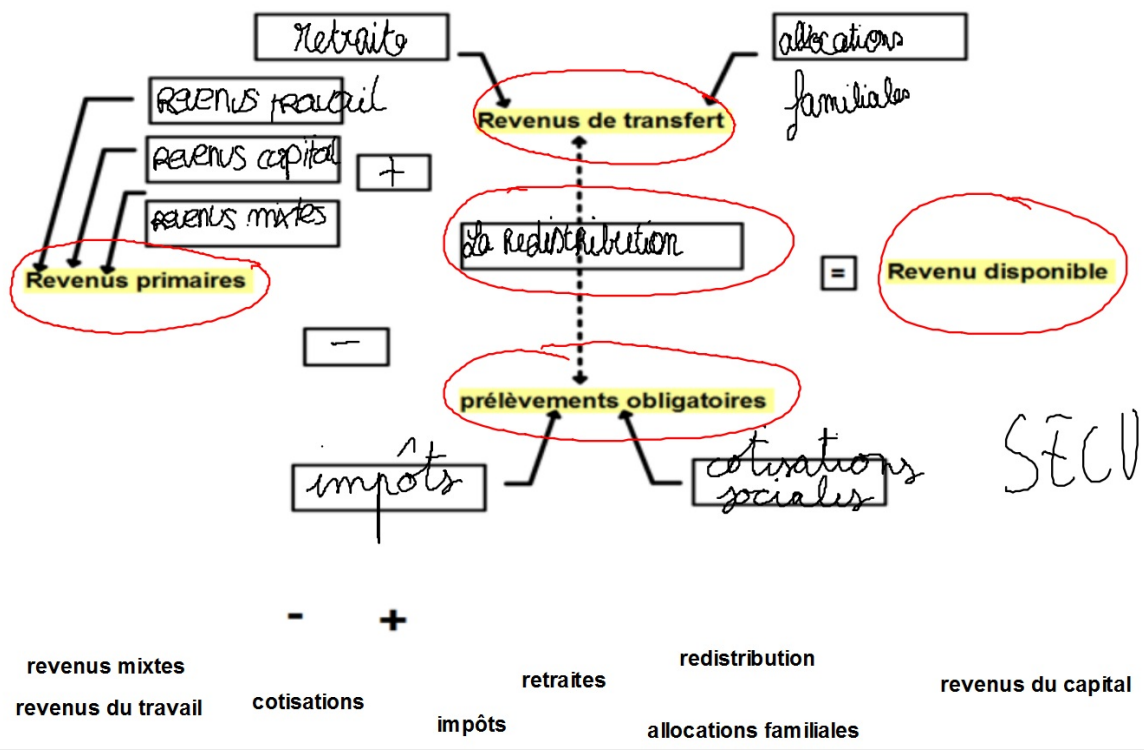 Retraite
allocations
familiales
REVENUS travail
Revenus de transfert
REVENUS capital
+
REVENUS mixtes
La redistribution
Revenus primaires
=
Revenu disponible
-
prélèvements obligatoires
SECU
impôts
cotisations
sociales
- +
revenus mixtes
redistribution
retraites
revenus du capital
revenus du travail
cotisations
impôts
allocations familiales